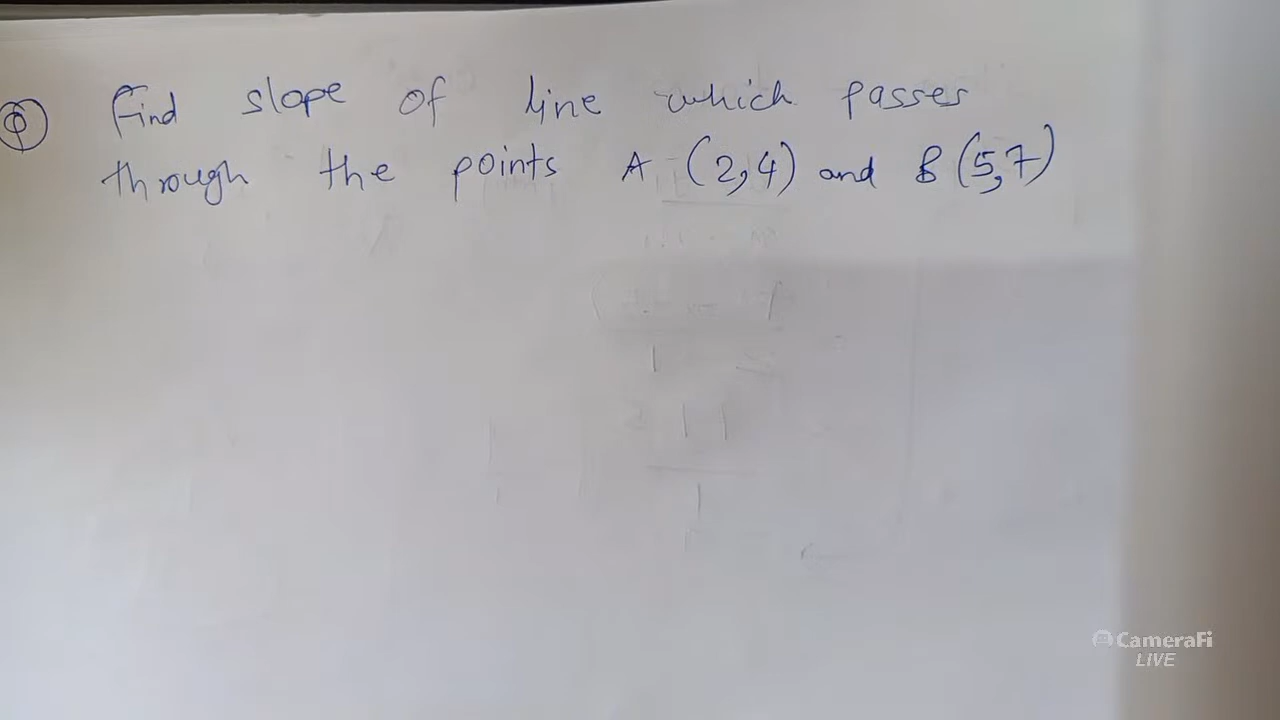 Q Find slope of line which passes
through the points A (2,4) and B (5,7)
CameraFi
LIVE